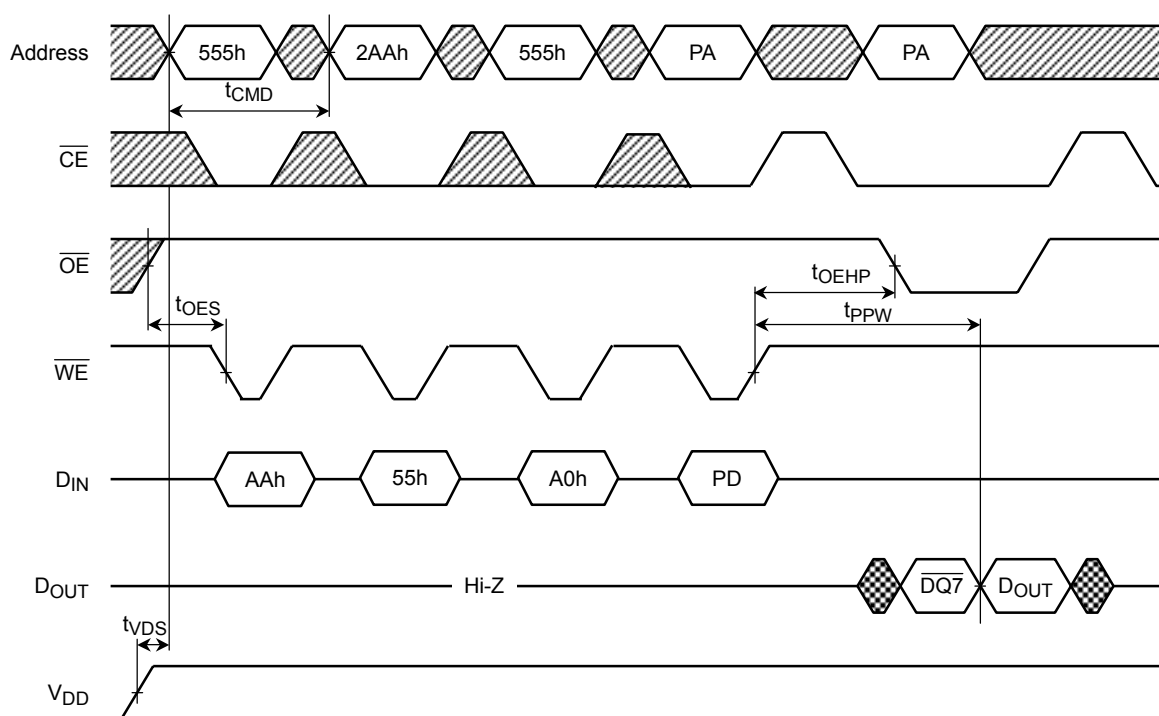 Address 555h 2AAh 555h PA PA
tCMD
CE
OE
tOEHP
tOES
tPPW
WE
DIN AAh 55h A0h PD
DOUT Hi-Z DQ7 DOUT
tVDS
VDD